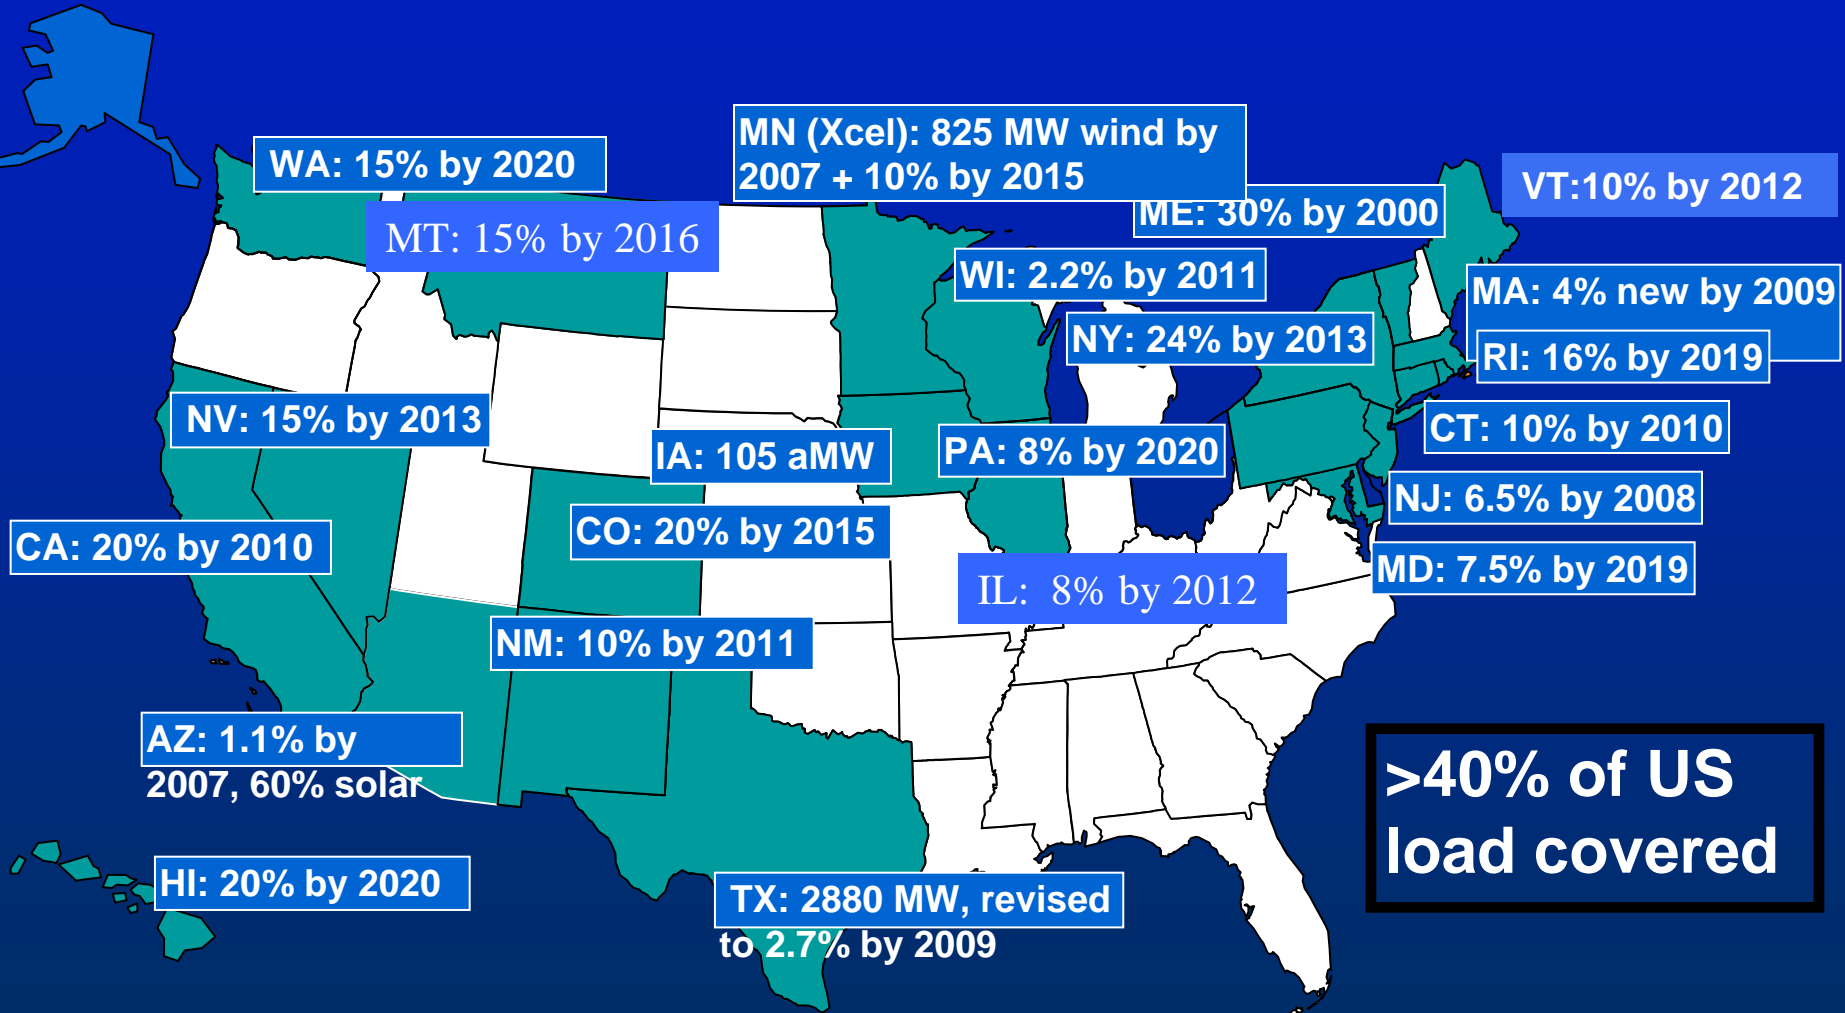 MN (Xcel): 825 MW wind by
2007 + 10% by 2015
WA: 15% by 2020
VT:10% by 2012
ME: 30% by 2000
MT: 15% by 2016
WI: 2.2% by 2011
MA: 4% new by 2009
NY: 24% by 2013
RI: 16% by 2019
NV: 15% by 2013
CT: 10% by 2010
IA: 105 aMW
PA: 8% by 2020
NJ: 6.5% by 2008
CO: 20% by 2015
CA: 20% by 2010
MD: 7.5% by 2019
IL: 8% by 2012
NM: 10% by 2011
AZ: 1.1% by
2007, 60% solar
>40% of US
load covered
HI: 20% by 2020
TX: 2880 MW, revised
to 2.7% by 2009